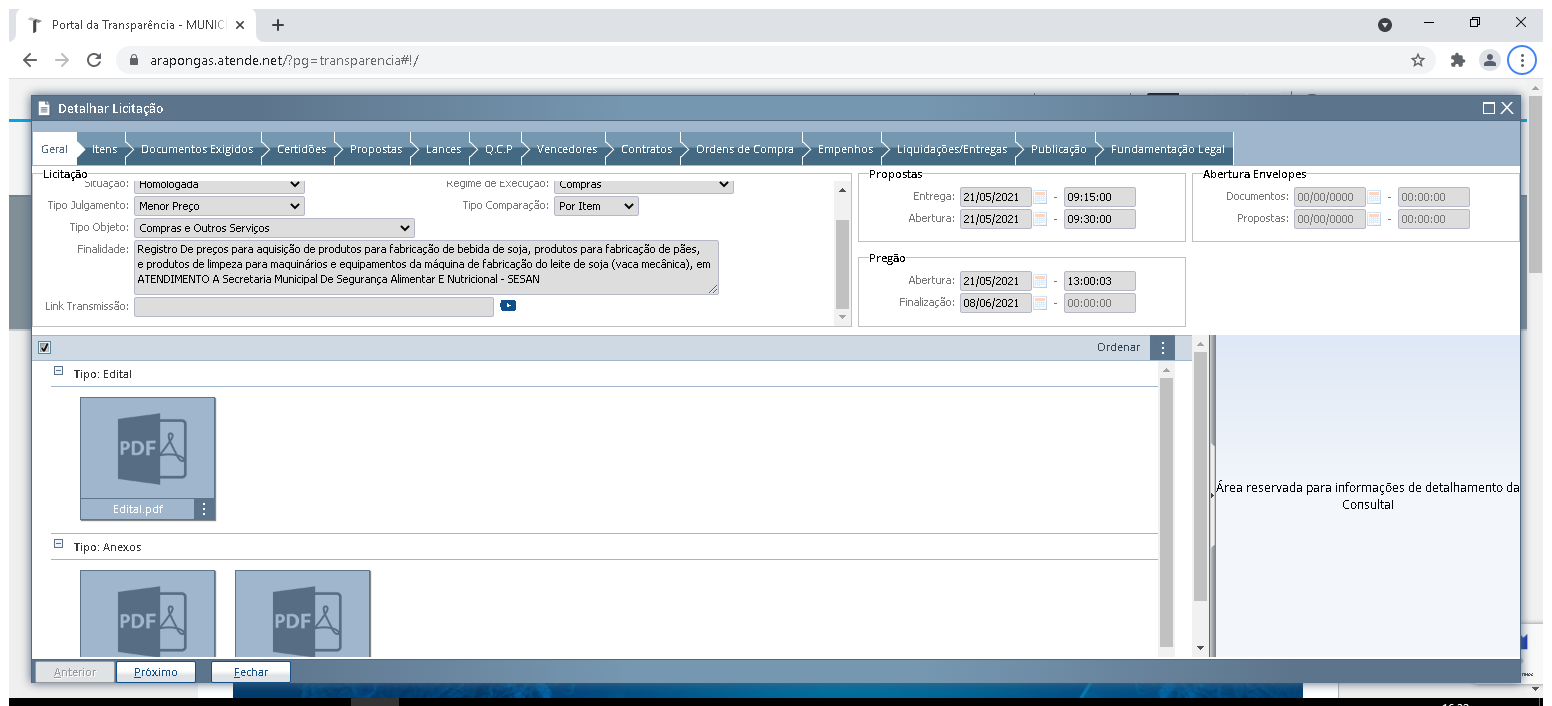 Portal da Transparência - MUNIC
arapongas.atende.net/?pg=transparencia#!/
Detalhar Licitação
Geral Itens Documentos Exigidos Certidões Propostas Lances Q.C.P Vencedores Contratos Ordens de Compra Empenhos Liquidações/Entregas Publicação Fundamentação Legal
Licitação
Situação: Homologada Regime de Execução: Compras
Tipo Julgamento: Menor Preço Tipo Comparação: Por Item
Tipo Objeto: Compras e Outros Serviços
Finalidade: Registro De preços para aquisição de produtos para fabricação de bebida de soja, produtos para fabricação de pães,
e produtos de limpeza para maquinários e equipamentos da máquina de fabricação do leite de soja (vaca mecânica), em
ATENDIMENTO A Secretaria Municipal De Segurança Alimentar E Nutricional - SESAN
Link Transmissão:
Propostas
Entrega: 21/05/2021 - 09:15:00
Abertura: 21/05/2021 - 09:30:00
Pregão
Abertura: 21/05/2021 - 13:00:03
Finalização: 08/06/2021 - 00:00:00
Abertura Envelopes
Documentos: 00/00/0000 - 00:00:00
Propostas: 00/00/0000 - 00:00:00
Ordenar
Tipo: Edital
PDF
Edital.pdf
Tipo: Anexos
PDF PDF
Área reservada para informações de detalhamento da
Consulta!
Anterior Próximo Fechar